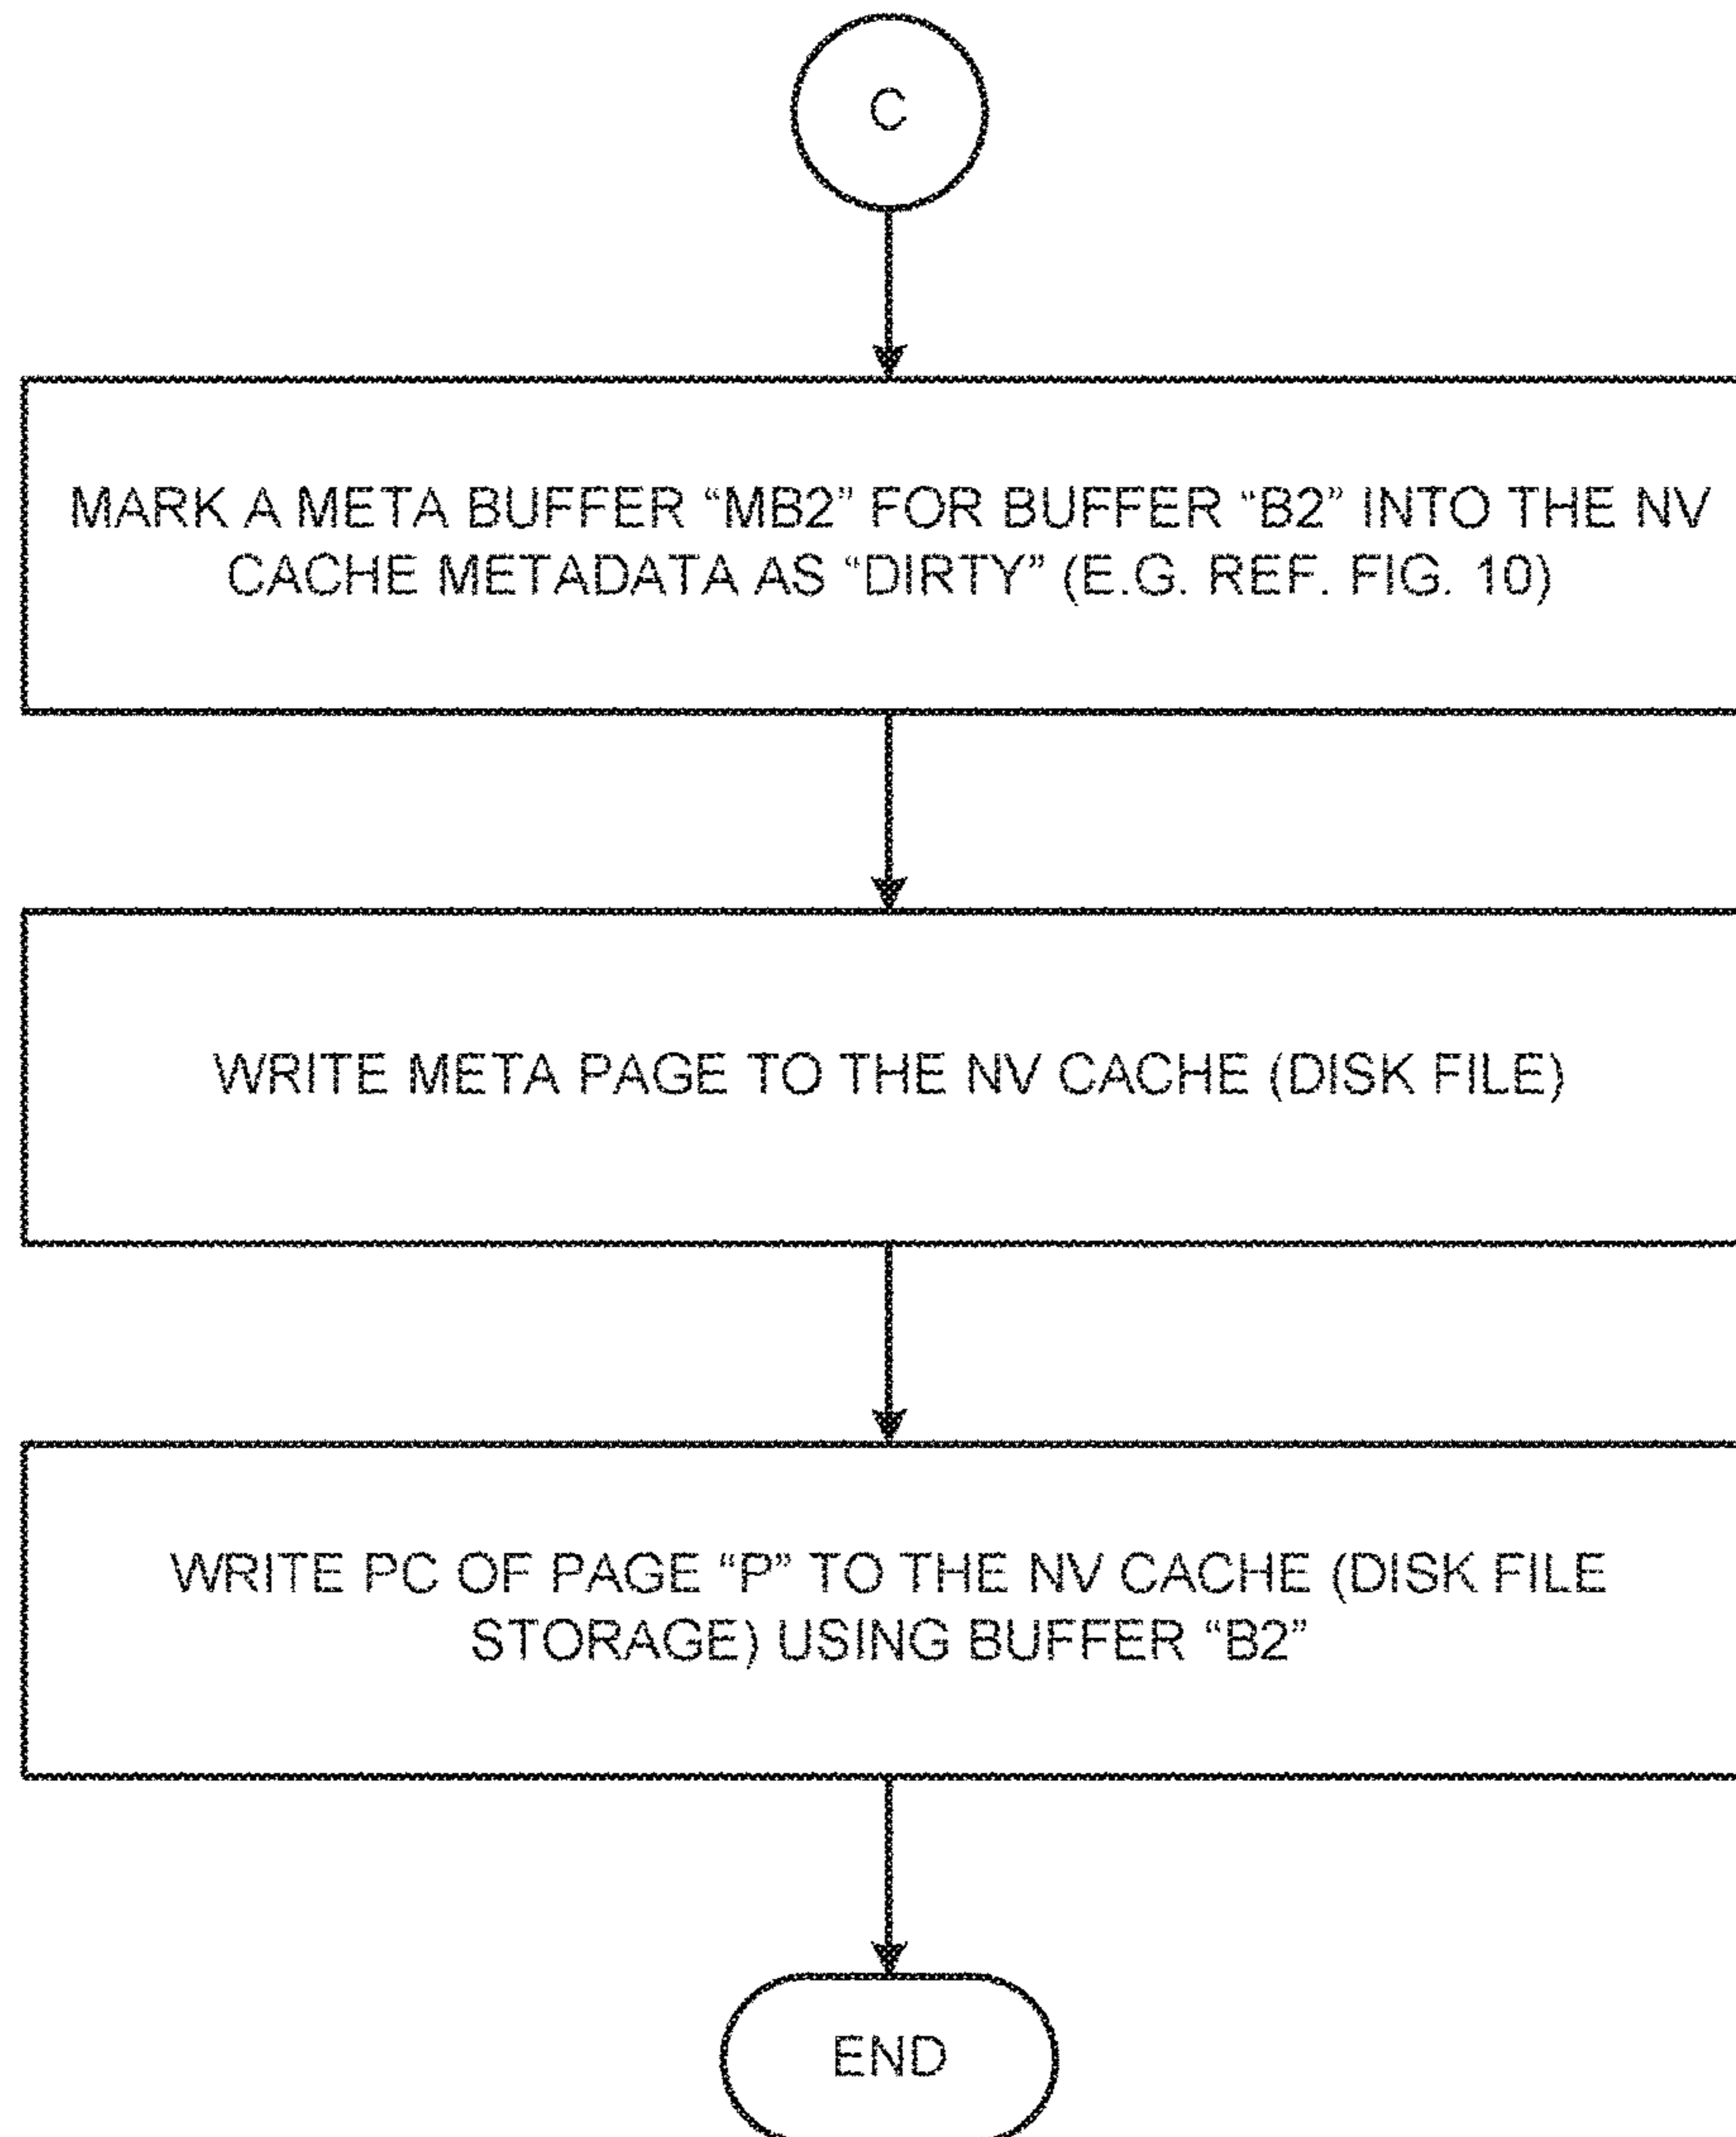 C
MARK A META BUFFER “MB2” FOR BUFFER “B2” INTO THE NV
CACHE METADATA AS “DIRTY” (E.G. REF. FIG. 10)
WRITE META PAGE TO THE NV CACHE (DISK FILE)
WRITE PC OF PAGE “P” TO THE NV CACHE (DISK FILE
STORAGE) USING BUFFER “B2”
END